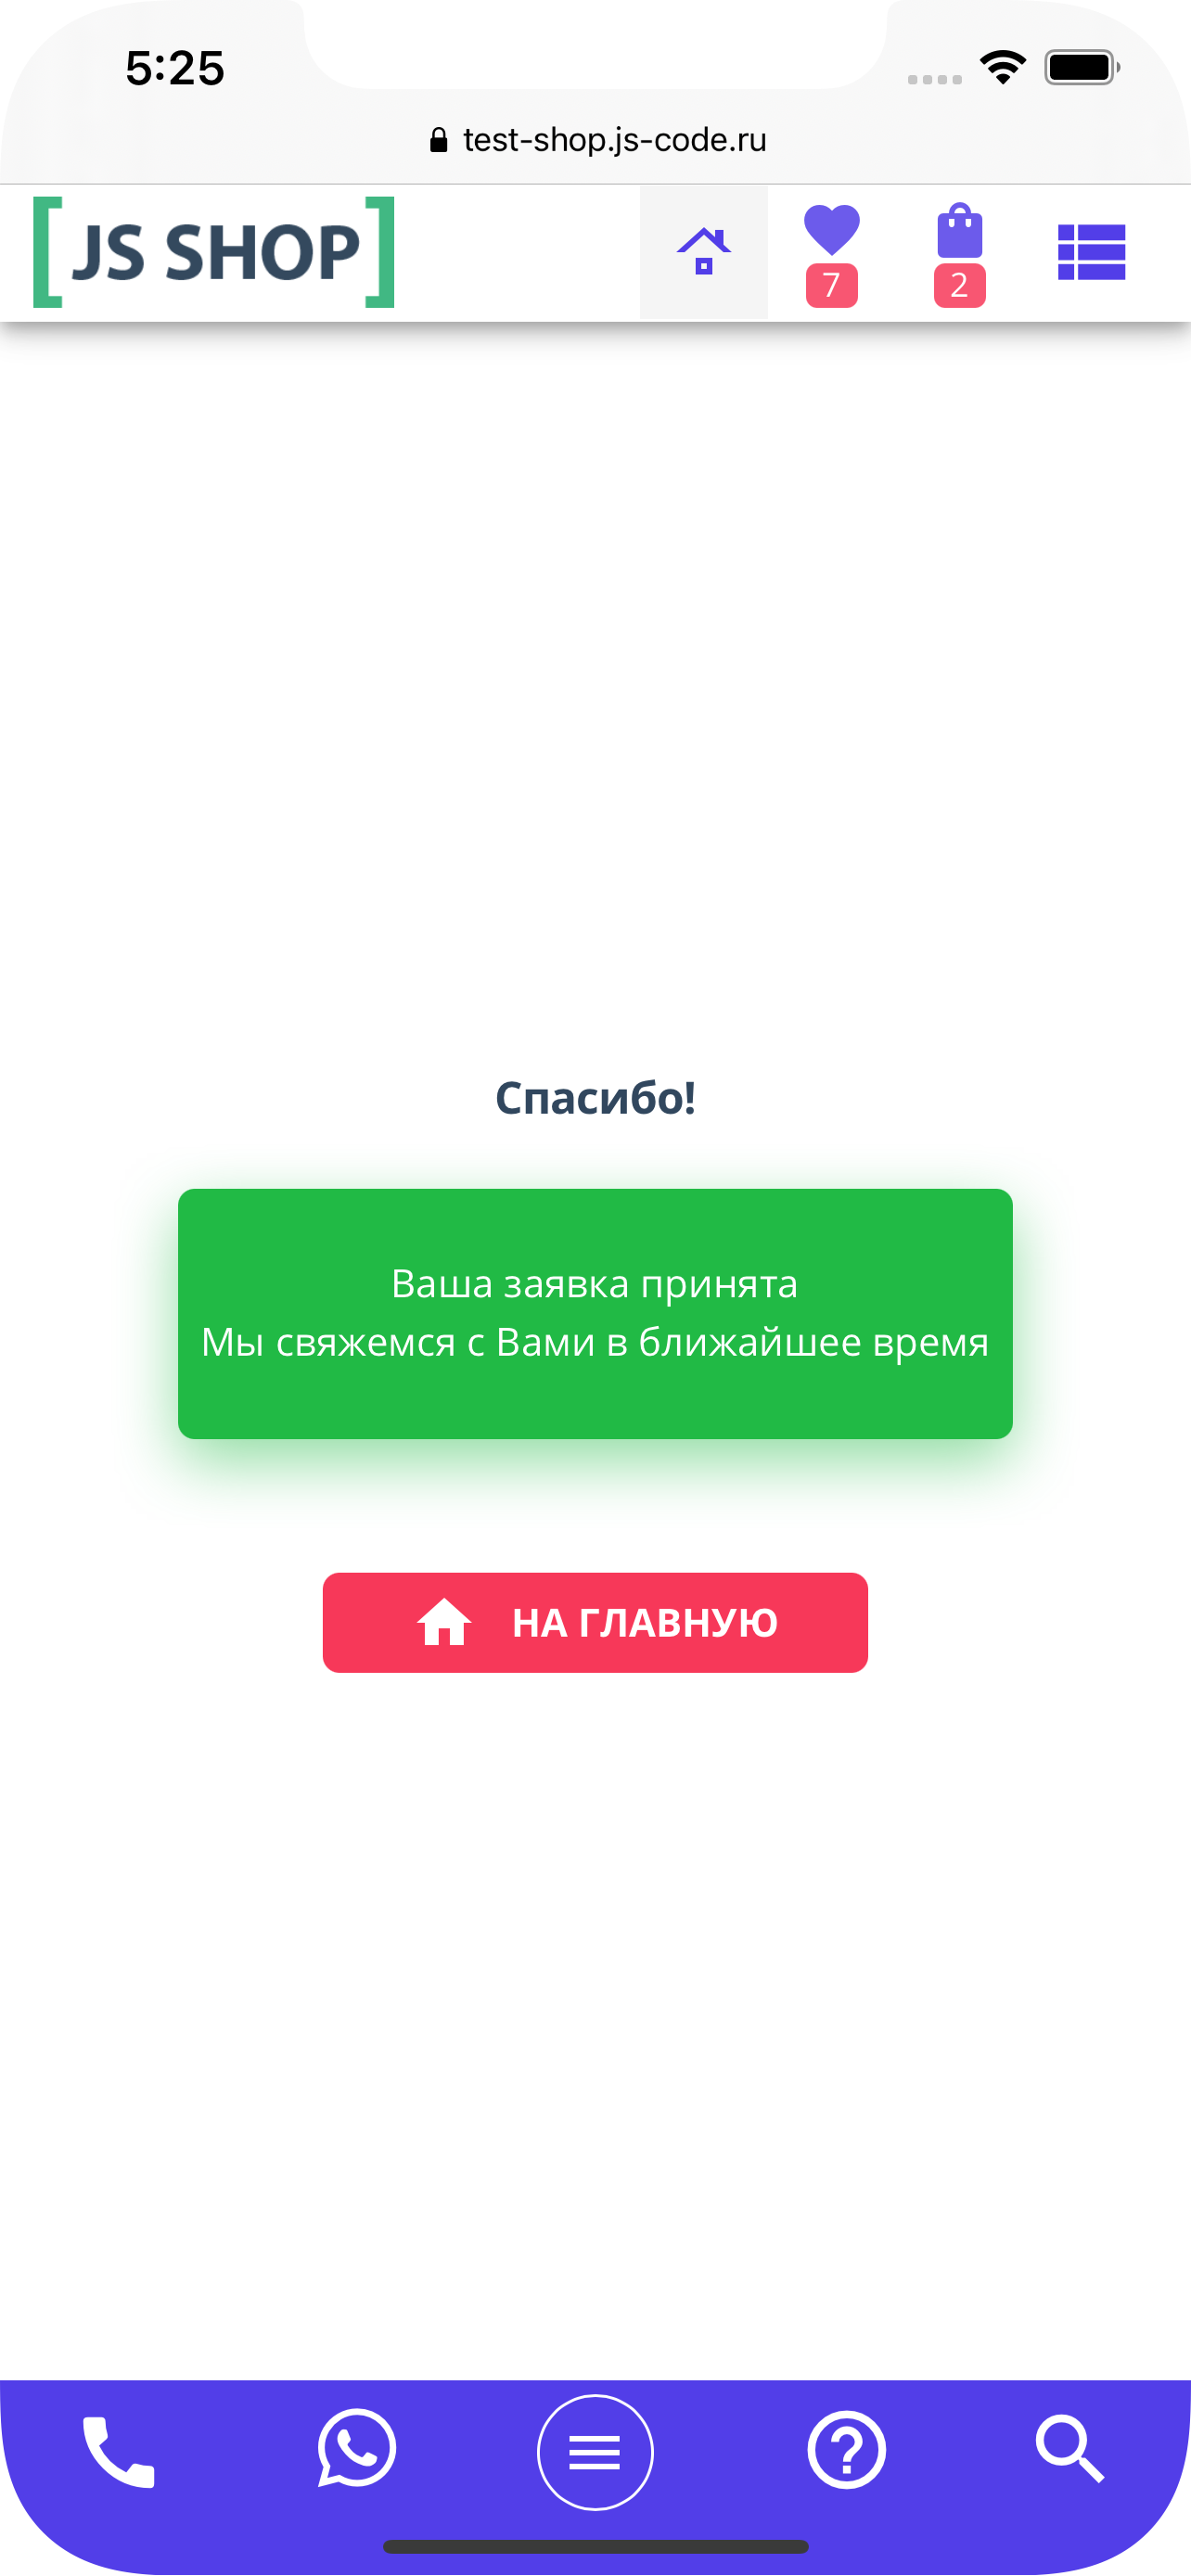 5:25
test-shop.js-code.ru
[JS SHOP]
7
2
Спасибо!
Ваша заявка принята
Мы свяжемся с Вами в ближайшее время
НА ГЛАВНУЮ